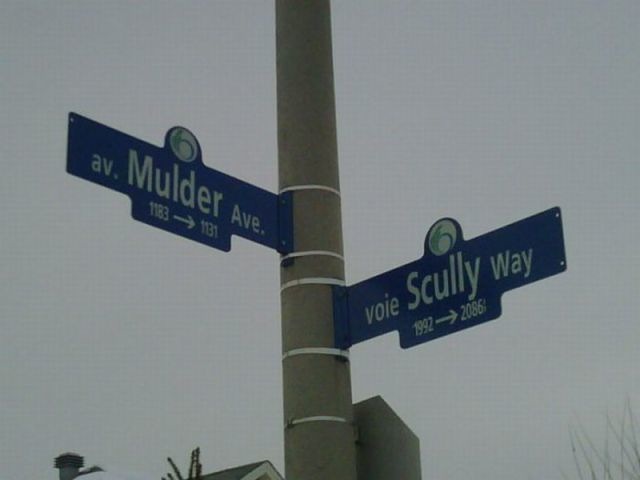 av. Mulder Ave.
1183 → 1131
voie Scully Way
1992 → 2086